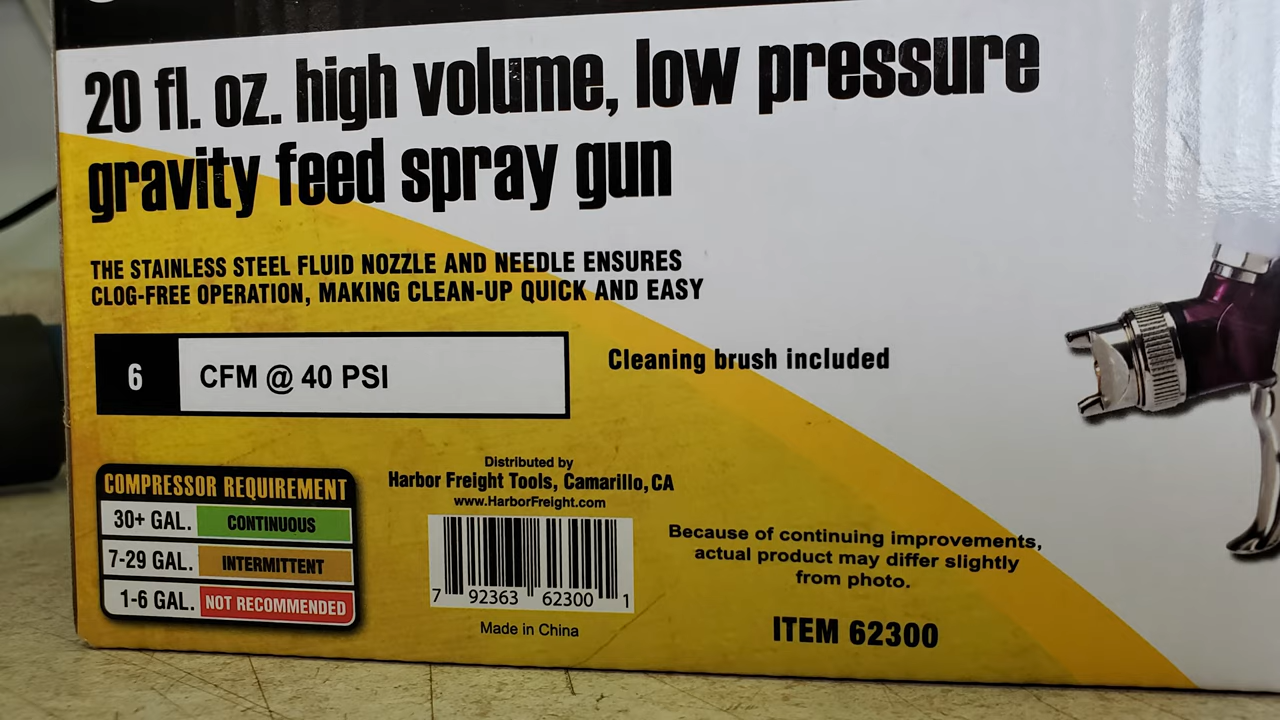 20 fl. oz. high volume, low pressure
gravity feed spray gun
THE STAINLESS STEEL FLUID NOZZLE AND NEEDLE ENSURES
CLOG-FREE OPERATION, MAKING CLEAN-UP QUICK AND EASY
6 CFM @ 40 PSI
Cleaning brush included
COMPRESSOR REQUIREMENT
30+ GAL. CONTINUOUS
7-29 GAL. INTERMITTENT
1-6 GAL. NOT RECOMMENDED
Distributed by
Harbor Freight Tools, Camarillo, CA
www.HarborFreight.com
7 92363 62300 1
Made in China
Because of continuing improvements,
actual product may differ slightly
from photo.
ITEM 62300